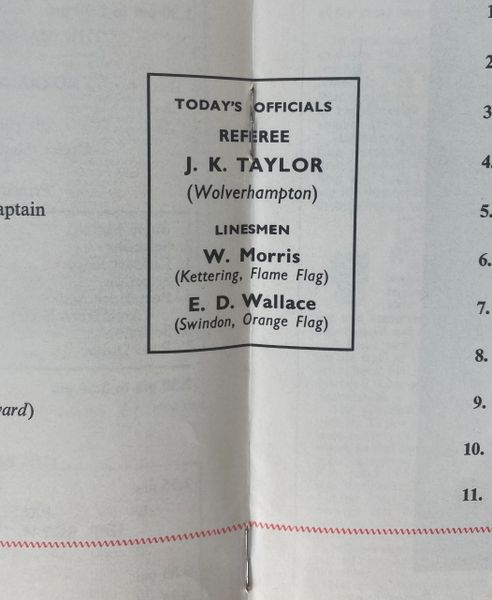 TODAY'S OFFICIALS
REFEREE
J. K. TAYLOR
(Wolverhampton)
LINESMEN
W. Morris
(Kettering, Flame Flag)
E. D. Wallace
(Swindon, Orange Flag)
aptain
ard)
1
2
3
4.
5.
6.
7.
8.
9.
10.
11.